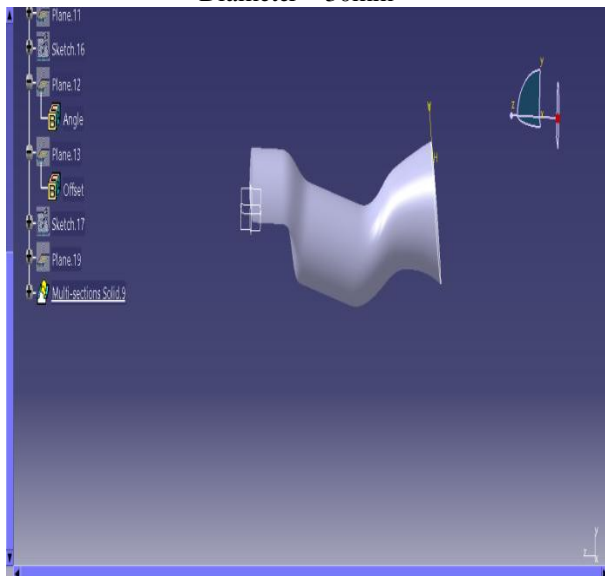 Plane.11
Sketch.16
Plane.12
Angle
Plane.13
Offset
Sketch.17
Plane.19
Multi-sections Solid.9
y
z
V
H
y
z
x